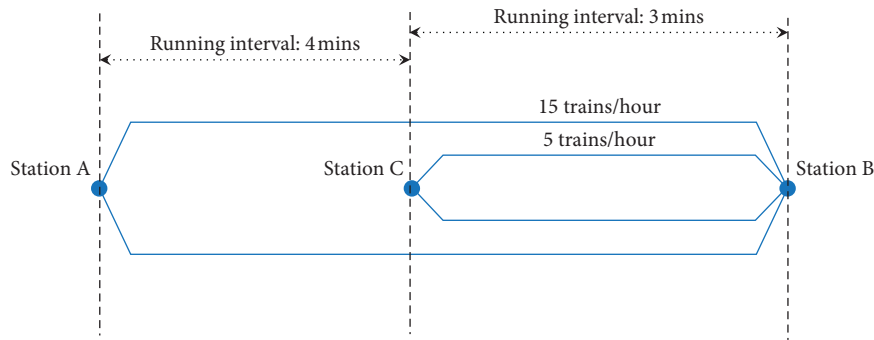 Running interval: 3 mins
Running interval: 4 mins
15 trains/hour
5 trains/hour
Station A
Station C
Station B